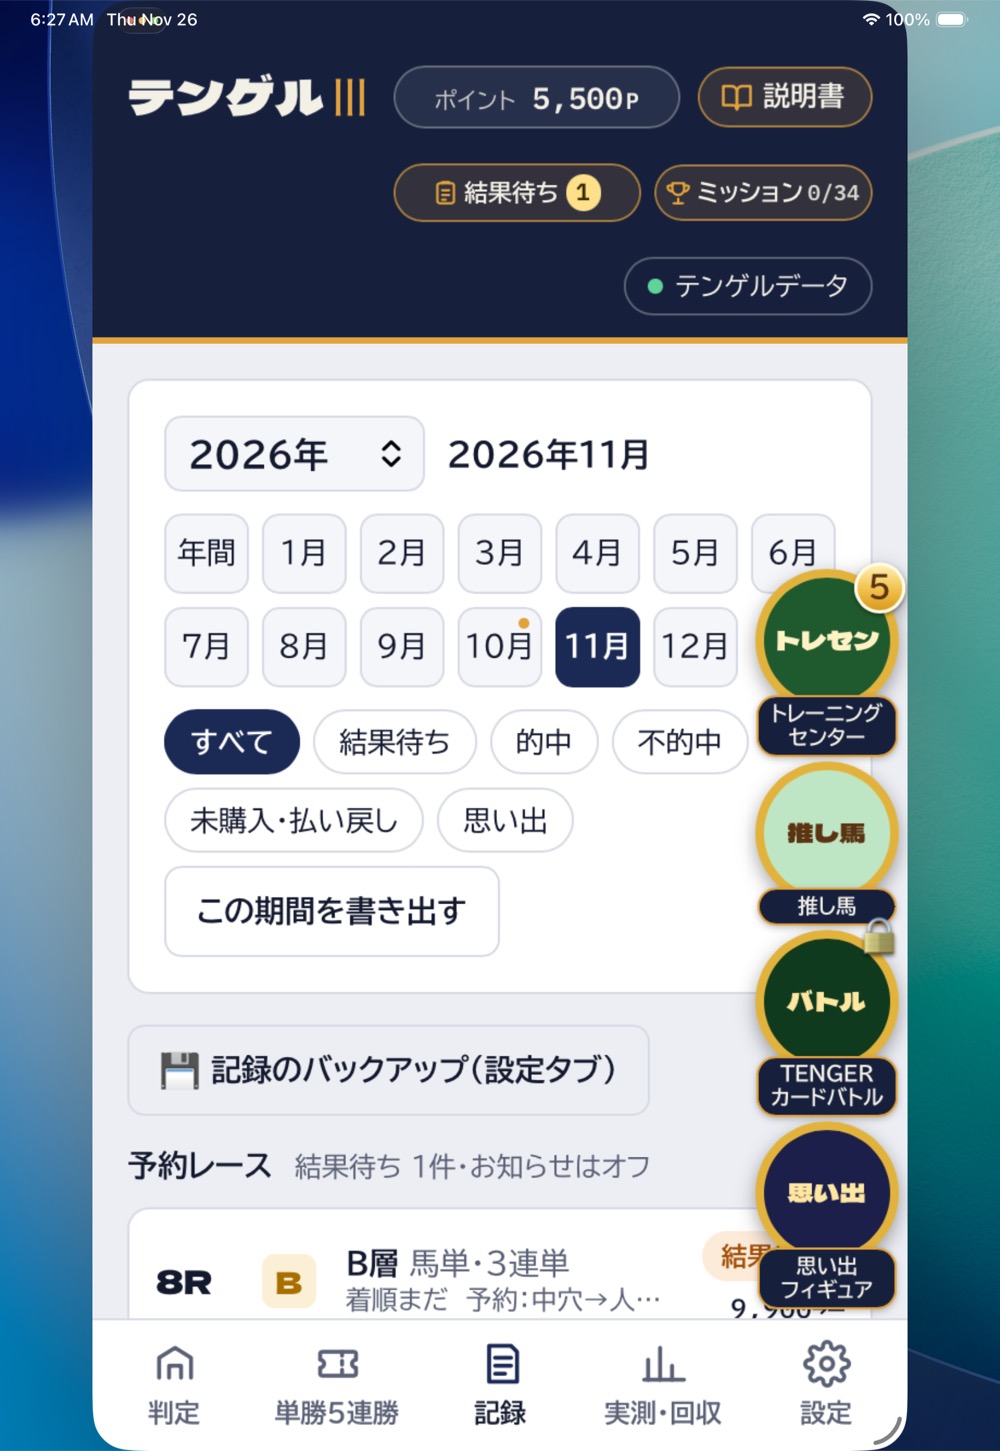 6:27 AM Thu Nov 26
100%
テンゲル
ポイント 5,500P
説明書
結果待ち 1
ミッション 0/34
テンゲルデータ
2026年
2026年11月
年間 1月 2月 3月 4月 5月 6月
7月 8月 9月 10月 11月 12月
5
トレセン
トレーニング
センター
すべて 結果待ち 的中 不的中
未購入・払い戻し 思い出
推し馬
推し馬
この期間を書き出す
バトル
TENGER
カードバトル
記録のバックアップ(設定タブ)
予約レース 結果待ち 1件・お知らせはオフ
思い出
思い出
フィギュア
8R
B
B層 馬単・3連単
着順まだ 予約:中穴→人…
結果
判定 単勝5連勝 記録 実測・回収 設定